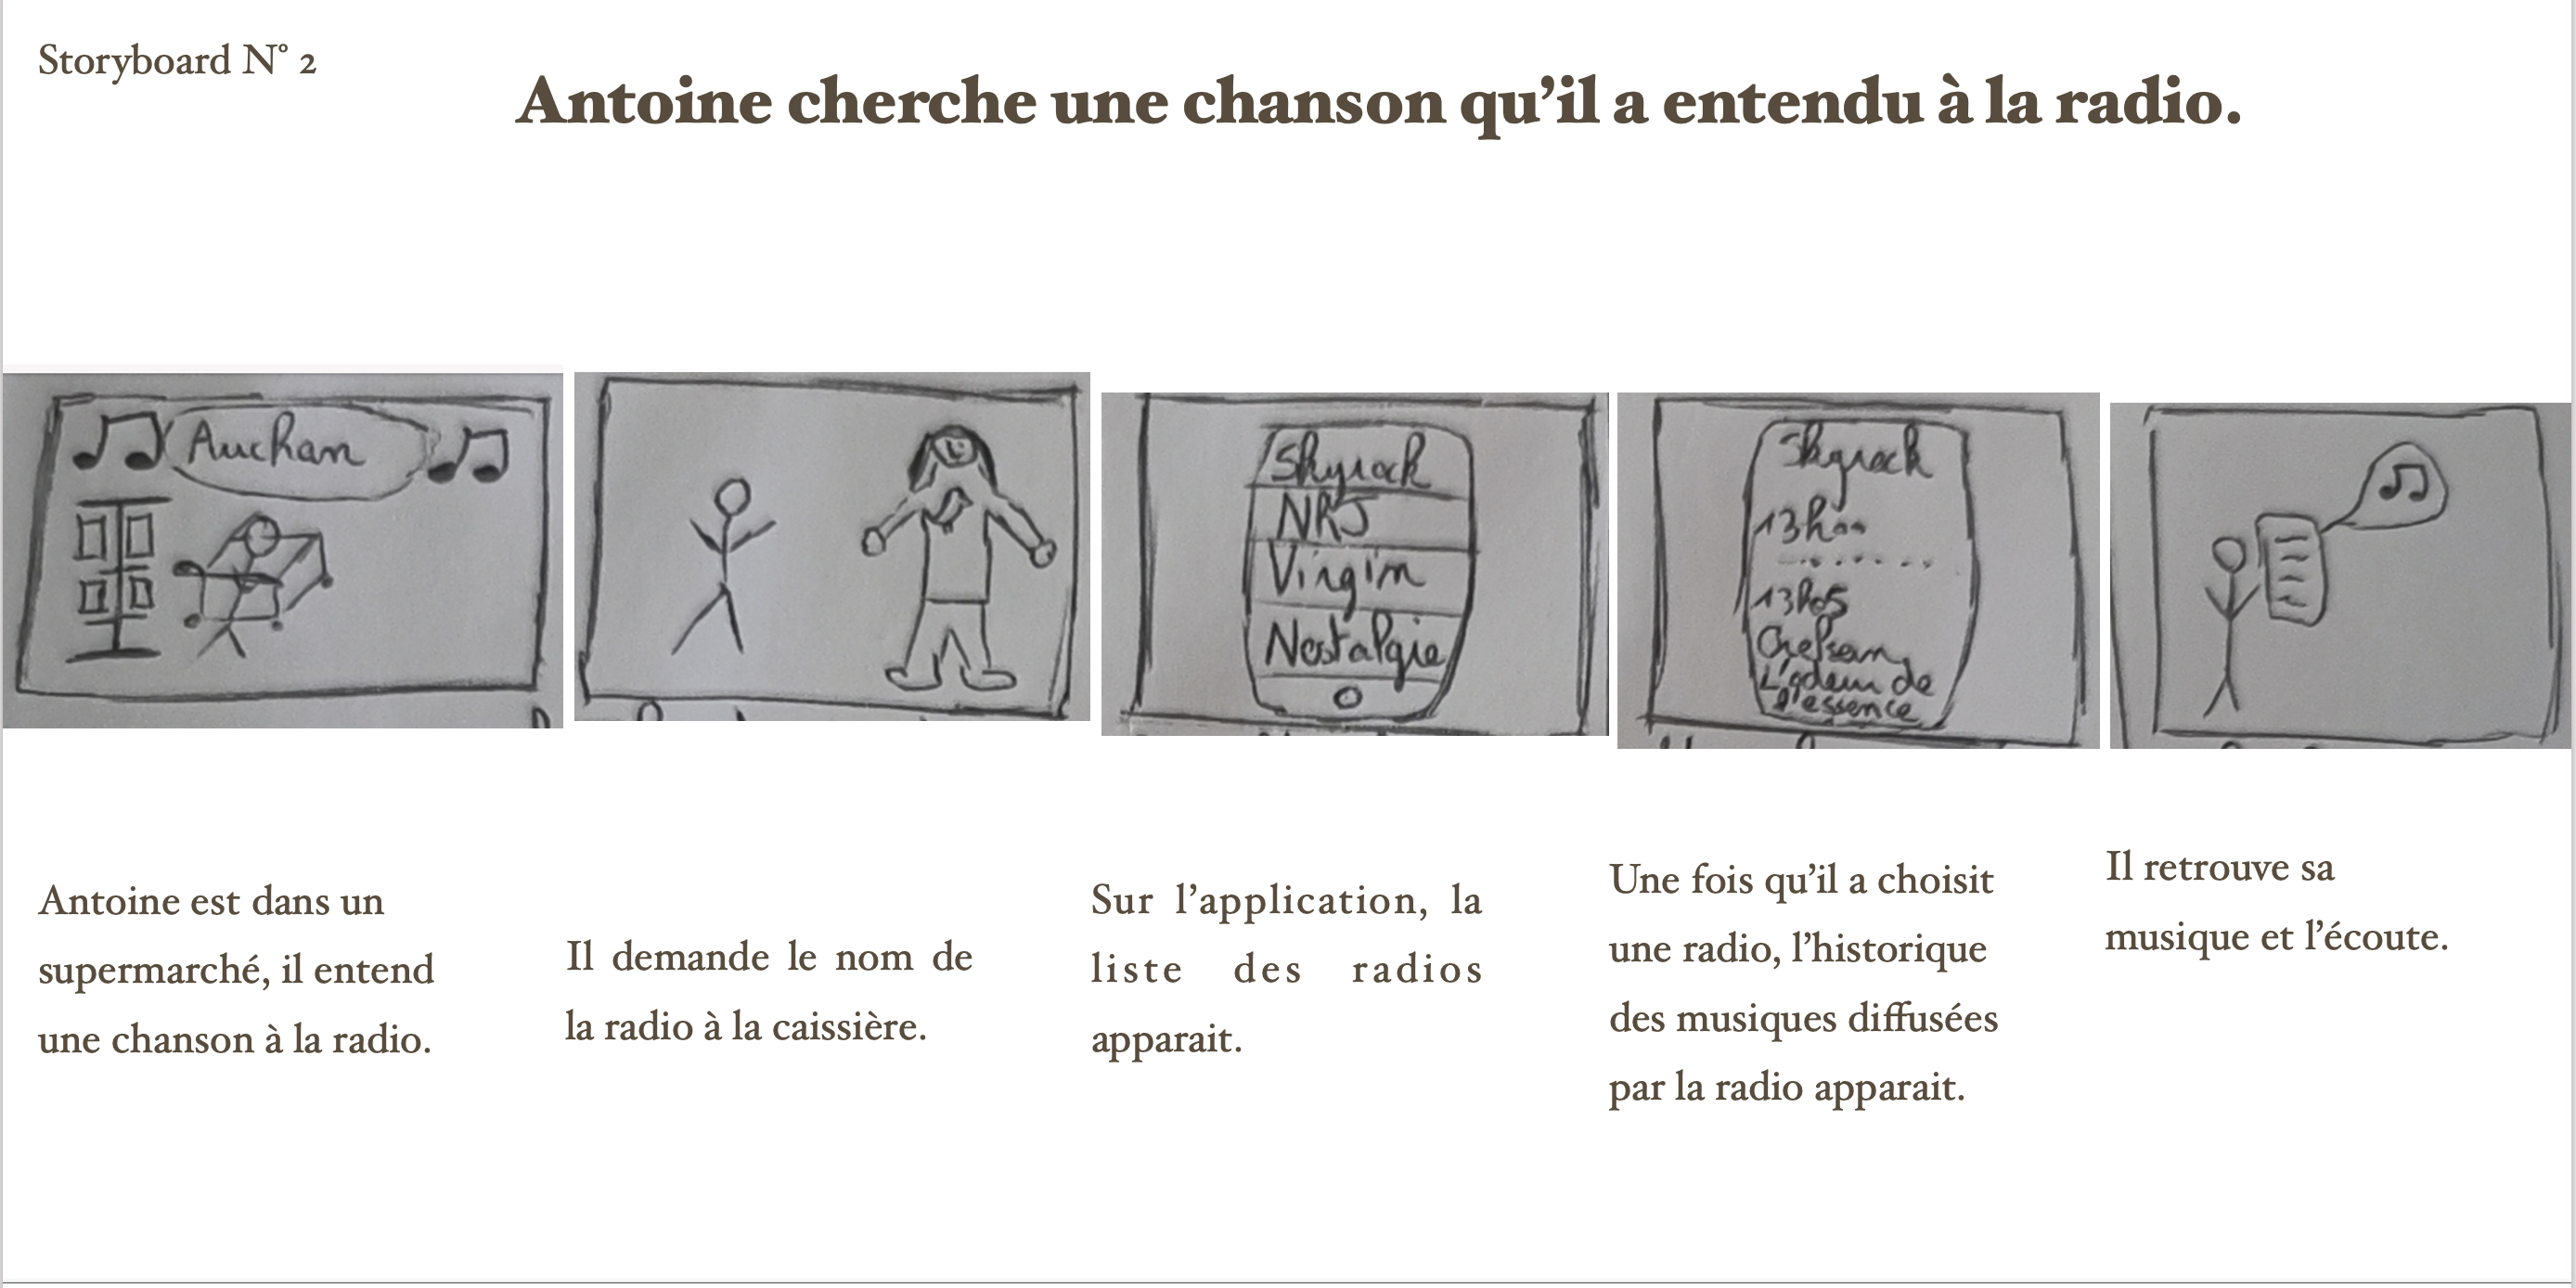 Storyboard N° 2
Antoine cherche une chanson qu’il a entendu à la radio.
Auchan
Skyrock
NRJ
Virgin
Nostalgie
Skyrock
13h00
13h05
Orelsan
L'odeur de
l'essence
Antoine est dans un
supermarché, il entend
une chanson à la radio.
Il demande le nom de
la radio à la caissière.
Sur l’application, la
liste des radios
apparait.
Une fois qu’il a choisit
une radio, l’historique
des musiques diffusées
par la radio apparait.
Il retrouve sa
musique et l’écoute.